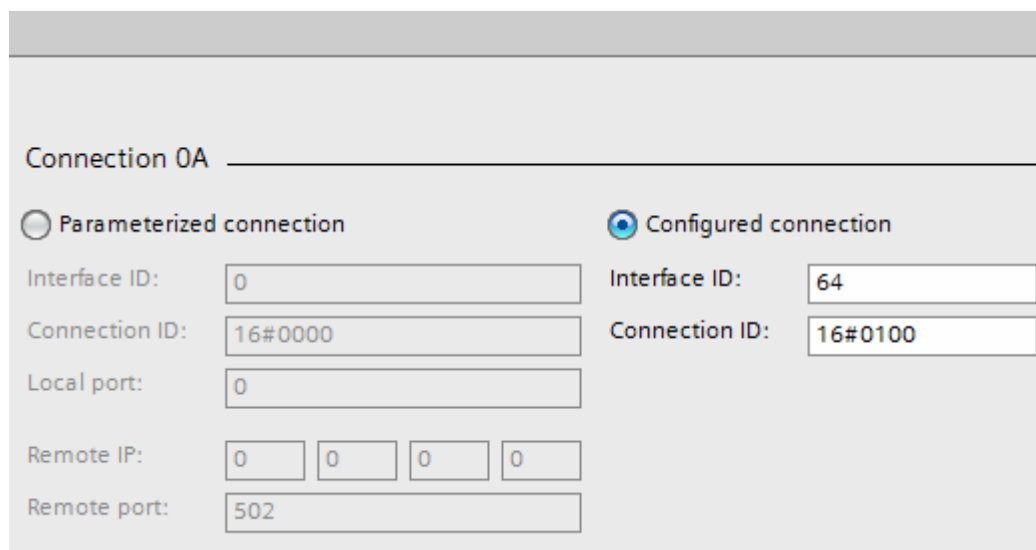 Connection 0A
Parameterized connection
Interface ID: 0
Connection ID: 16#0000
Local port: 0
Remote IP: 0 0 0 0
Remote port: 502
Configured connection
Interface ID: 64
Connection ID: 16#0100